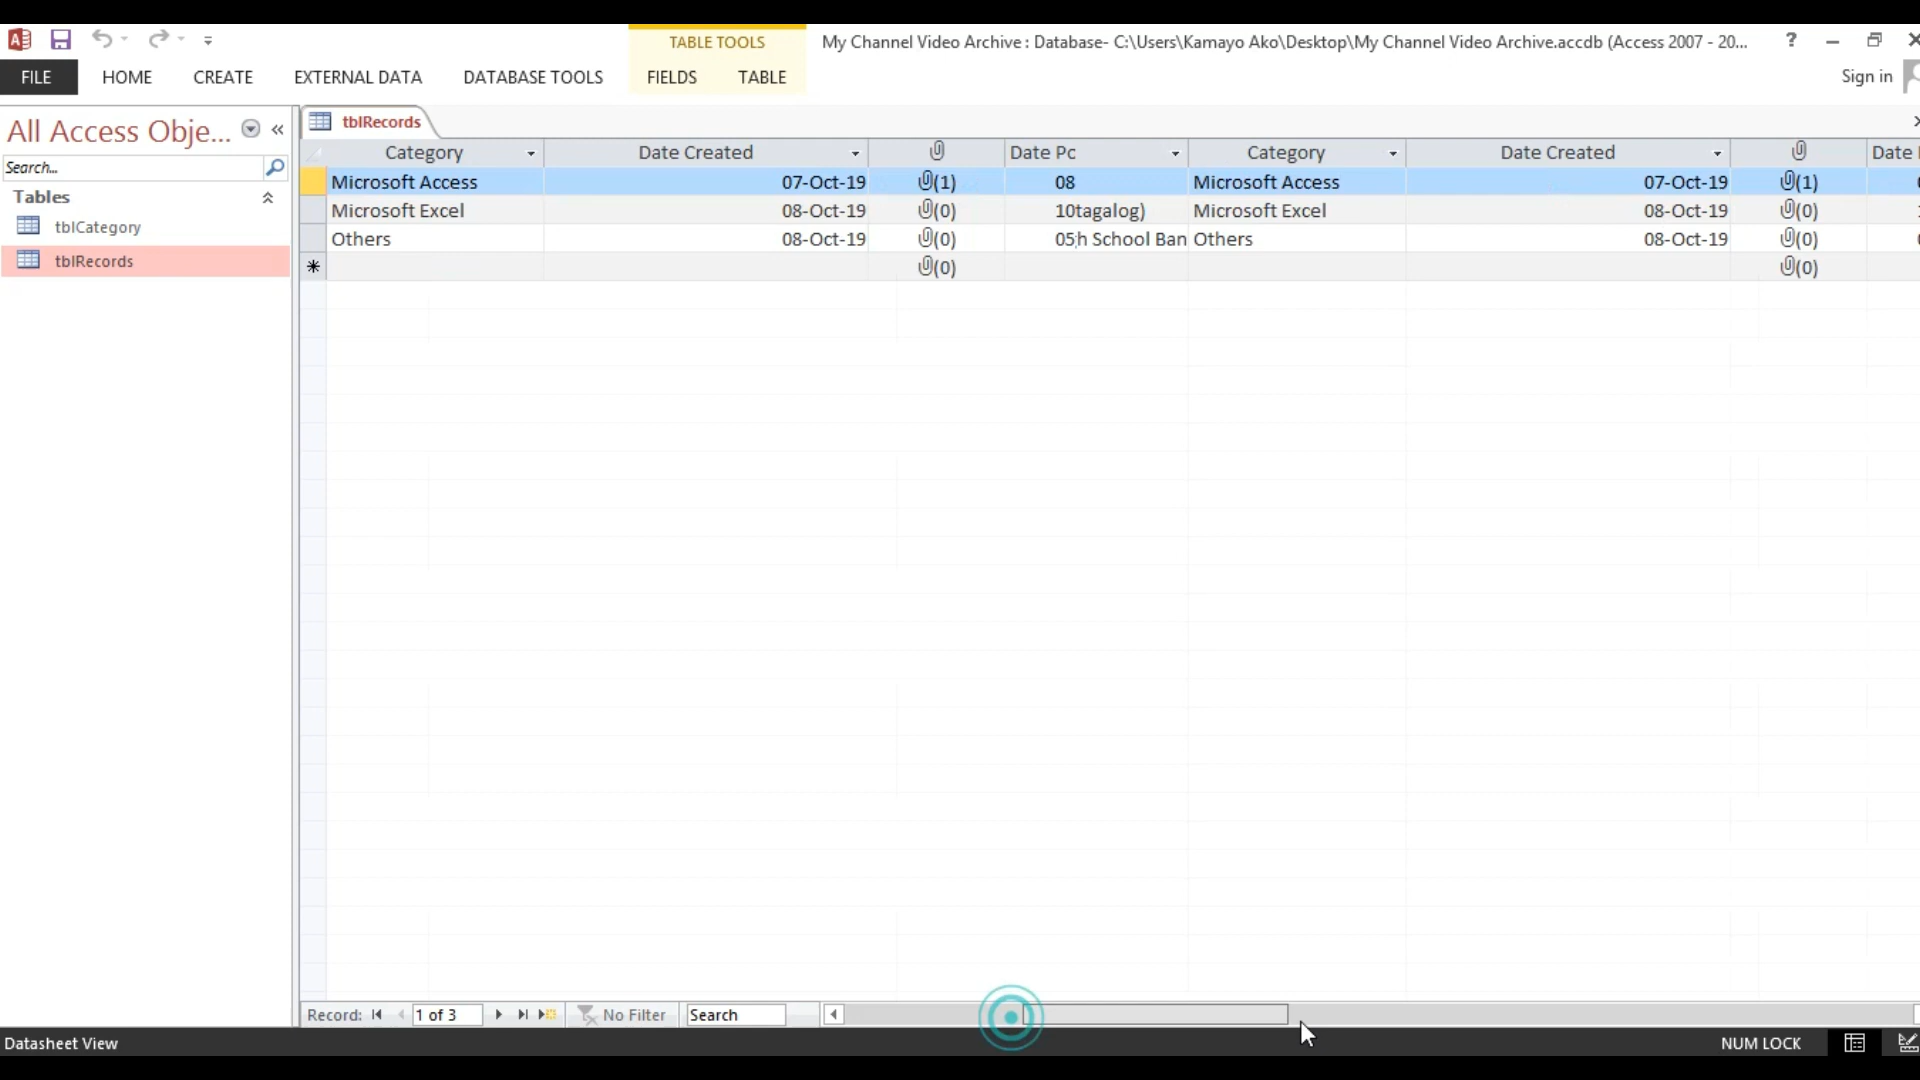 TABLE TOOLS
My Channel Video Archive : Database- C:\Users\Kamayo Ako\Desktop\My Channel Video Archive.accdb (Access 2007 - 20... ?
FILE HOME CREATE EXTERNAL DATA DATABASE TOOLS FIELDS TABLE Sign in
All Access Obje... «
tblRecords
Search...
Category Date Created Date Pc Category Date Created Date
Tables
Microsoft Access 07-Oct-19 (1) 08 Microsoft Access 07-Oct-19 (1)
tblCategory
Microsoft Excel 08-Oct-19 (0) 10tagalog) Microsoft Excel 08-Oct-19 (0)
Others 08-Oct-19 (0) School Ban Others 08-Oct-19 (0)
tblRecords
* (0) (0)
Record: 1 of 3 No Filter Search
Datasheet View NUM LOCK